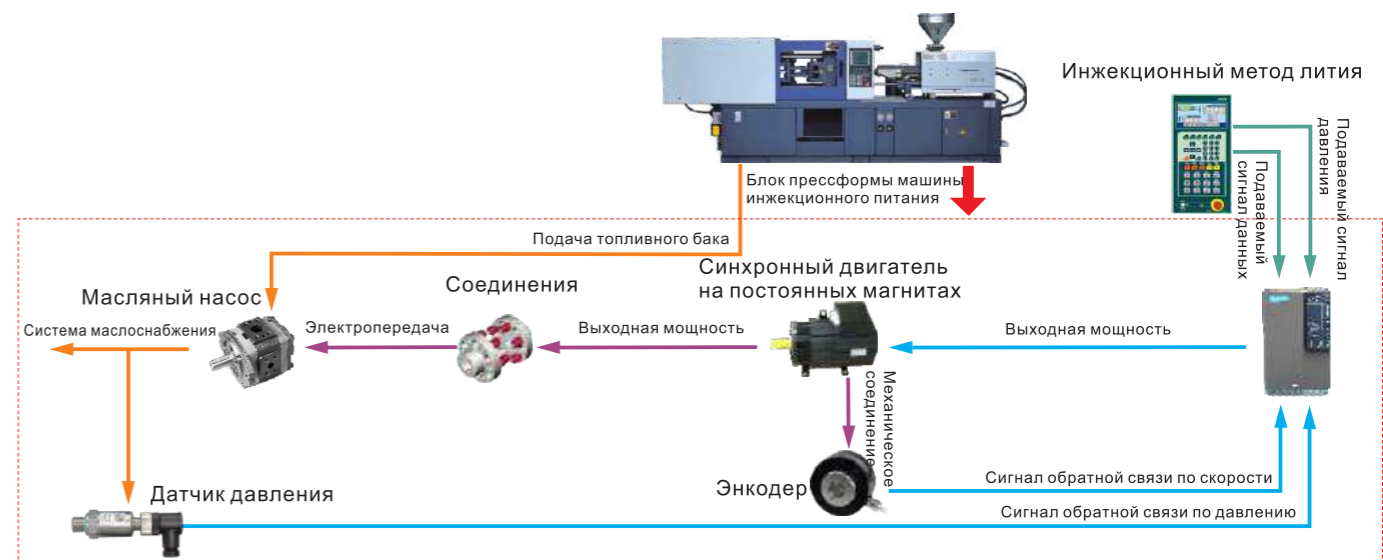 Инжекционный метод лития
Подаваемый сигнал
давления
Подаваемый
сигнал данных
Блок прессформы машины
инжекционного питания
Подача топливного бака
Масляный насос
Соединения
Синхронный двигатель
на постоянных магнитах
Система маслоснабжения
Электропередача
Выходная мощность
Выходная мощность
Механическое
соединение
Энкодер
Сигнал обратной связи по скорости
Датчик давления
Сигнал обратной связи по давлению